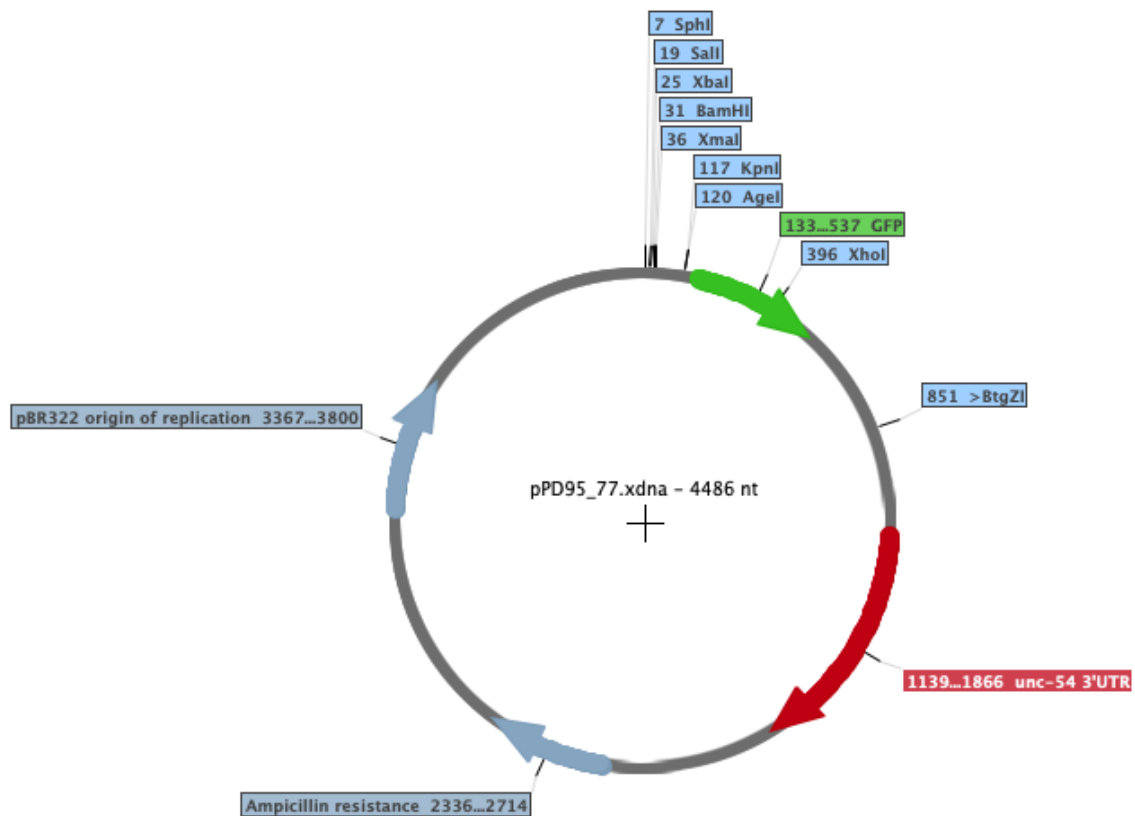 7 SphI
19 SalI
25 XbaI
31 BamHI
36 XmaI
117 KpnI
120 AgeI
133...537 GFP
396 XhoI
851 >BtgZI
pBR322 origin of replication 3367...3800
pPD95_77.xdna - 4486 nt
1139...1866 unc-54 3'UTR
Ampicillin resistance 2336...2714